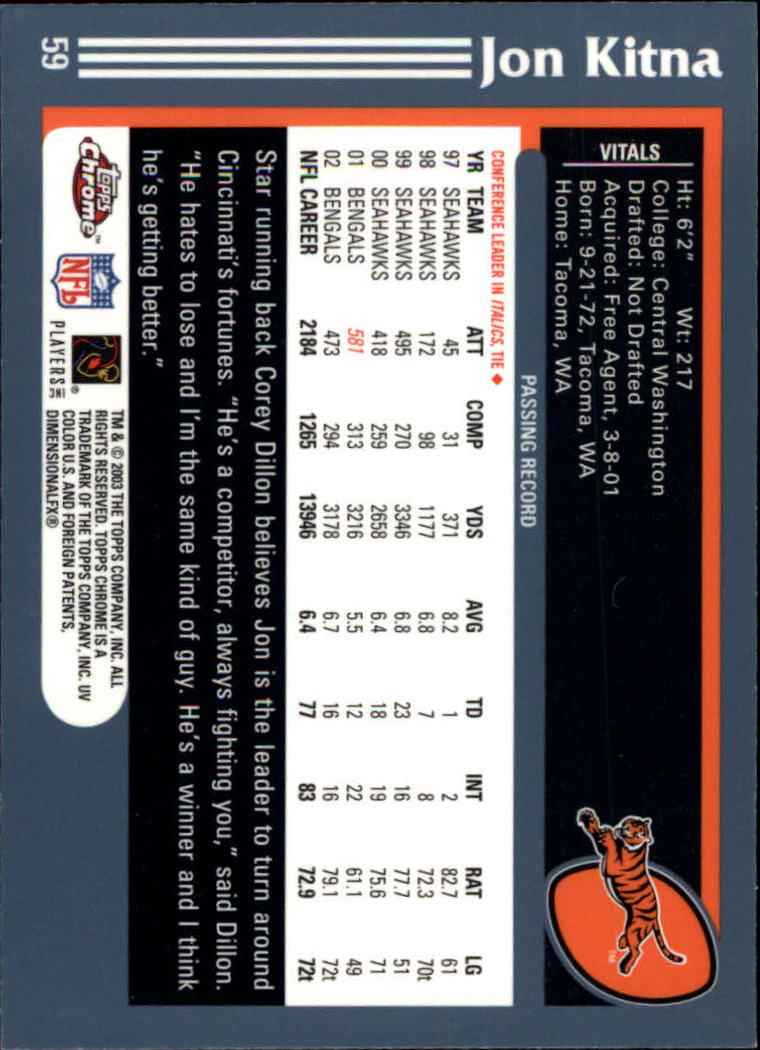 59
Jon Kitna
VITALS
Ht: 6'2" Wt: 217
College: Central Washington
Drafted: Not Drafted
Acquired: Free Agent, 3-8-01
Born: 9-21-72, Tacoma, WA
Home: Tacoma, WA
TM
PASSING RECORD
CONFERENCE LEADER IN ITALICS, TIE ◆
YR TEAM ATT COMP YDS AVG TD INT RAT LG
97 SEAHAWKS 45 31 371 8.2 1 2 82.7 61
98 SEAHAWKS 172 98 1177 6.8 7 8 72.3 70t
99 SEAHAWKS 495 270 3346 6.8 23 16 77.7 51
00 SEAHAWKS 418 259 2658 6.4 18 19 75.6 71
01 BENGALS 581 313 3216 5.5 12 22 61.1 49
02 BENGALS 473 294 3178 6.7 16 16 79.1 72t
NFL CAREER 2184 1265 13946 6.4 77 83 72.9 72t
Star running back Corey Dillon believes Jon is the leader to turn around
Cincinnati's fortunes. "He's a competitor, always fighting you," said Dillon.
"He hates to lose and I'm the same kind of guy. He's a winner and I think
he's getting better."
topps
Chrome™
NFL
PLAYERS INC
®
TM & © 2003 THE TOPPS COMPANY, INC. ALL
RIGHTS RESERVED. TOPPS CHROME IS A
TRADEMARK OF THE TOPPS COMPANY, INC. UV
COLOR U.S. AND FOREIGN PATENTS,
DIMENSIONALFX®